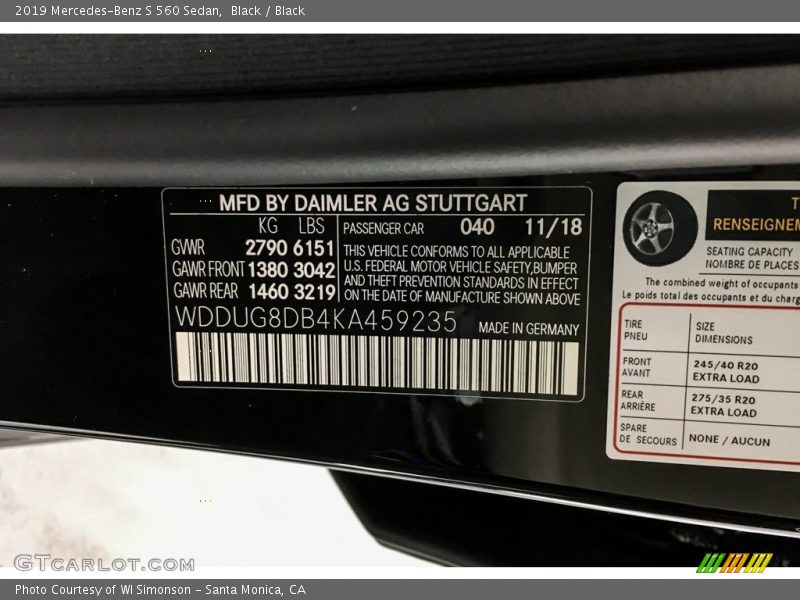 2019 Mercedes-Benz S 560 Sedan, Black / Black
MFD BY DAIMLER AG STUTTGART
KG LBS
GWR 2790 6151
GAWR FRONT 1380 3042
GAWR REAR 1460 3219
PASSENGER CAR 040 11/18
THIS VEHICLE CONFORMS TO ALL APPLICABLE
U.S. FEDERAL MOTOR VEHICLE SAFETY,BUMPER
AND THEFT PREVENTION STANDARDS IN EFFECT
ON THE DATE OF MANUFACTURE SHOWN ABOVE
WDDUG8DB4KA459235 MADE IN GERMANY
SEATING CAPACITY
NOMBRE DE PLACES
The combined weight of occupants
Le poids total des occupants et du
TIRE
PNEU
SIZE
DIMENSIONS
FRONT
AVANT
245/40 R20
EXTRA LOAD
REAR
ARRIÈRE
275/35 R20
EXTRA LOAD
SPARE
DE SECOURS
NONE / AUCUN
GTCARLOT.COM
Photo Courtesy of WI Simonson - Santa Monica, CA